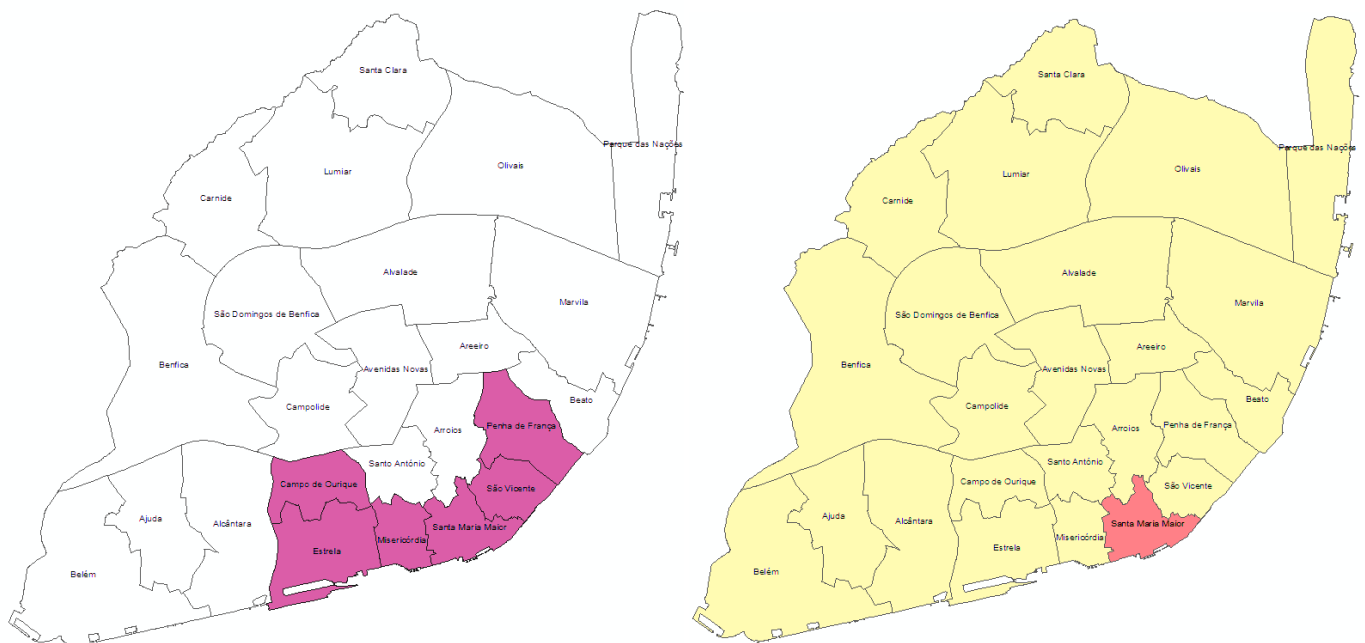 Santa Clara
Parque das Nações
Olivais
Lumiar
Carnide
Alvalade
Marvila
São Domingos de Benfica
Areeiro
Benfica
Avenidas Novas
Beato
Campolide
Penha de França
Arroios
Santo António
Campo de Ourique
São Vicente
Ajuda
Alcântara
Santa Maria Maior
Misericórdia
Estrela
Belém
Santa Clara
Parque das Nações
Olivais
Lumiar
Carnide
Alvalade
Marvila
São Domingos de Benfica
Areeiro
Benfica
Avenidas Novas
Beato
Campolide
Penha de França
Arroios
Santo António
Campo de Ourique
São Vicente
Ajuda
Alcântara
Santa Maria Maior
Misericórdia
Estrela
Belém